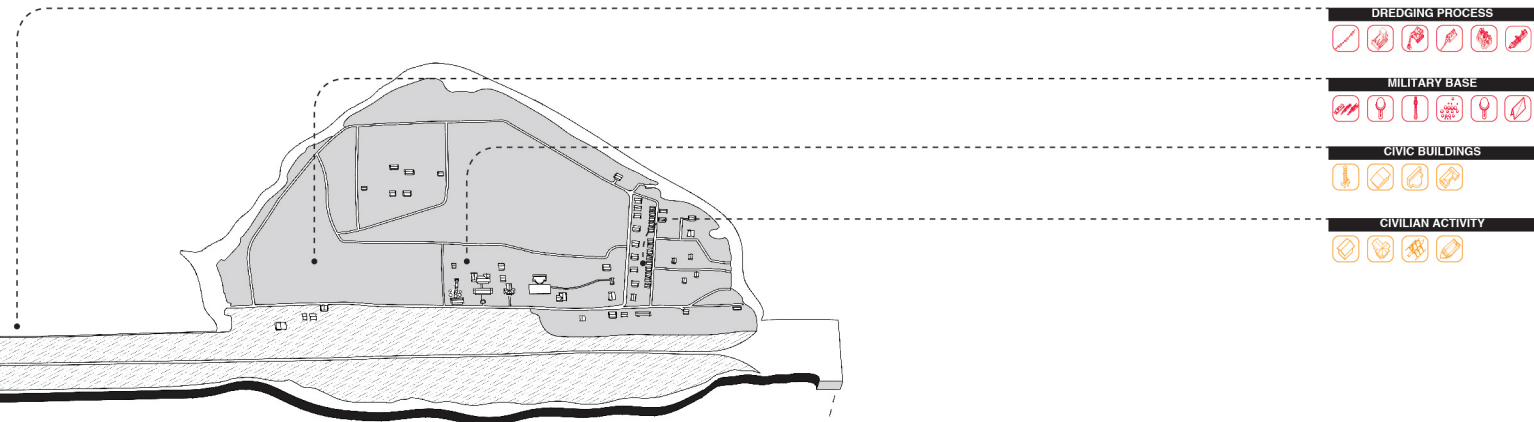 DREDGING PROCESS
MILITARY BASE
CIVIC BUILDINGS
CIVILIAN ACTIVITY